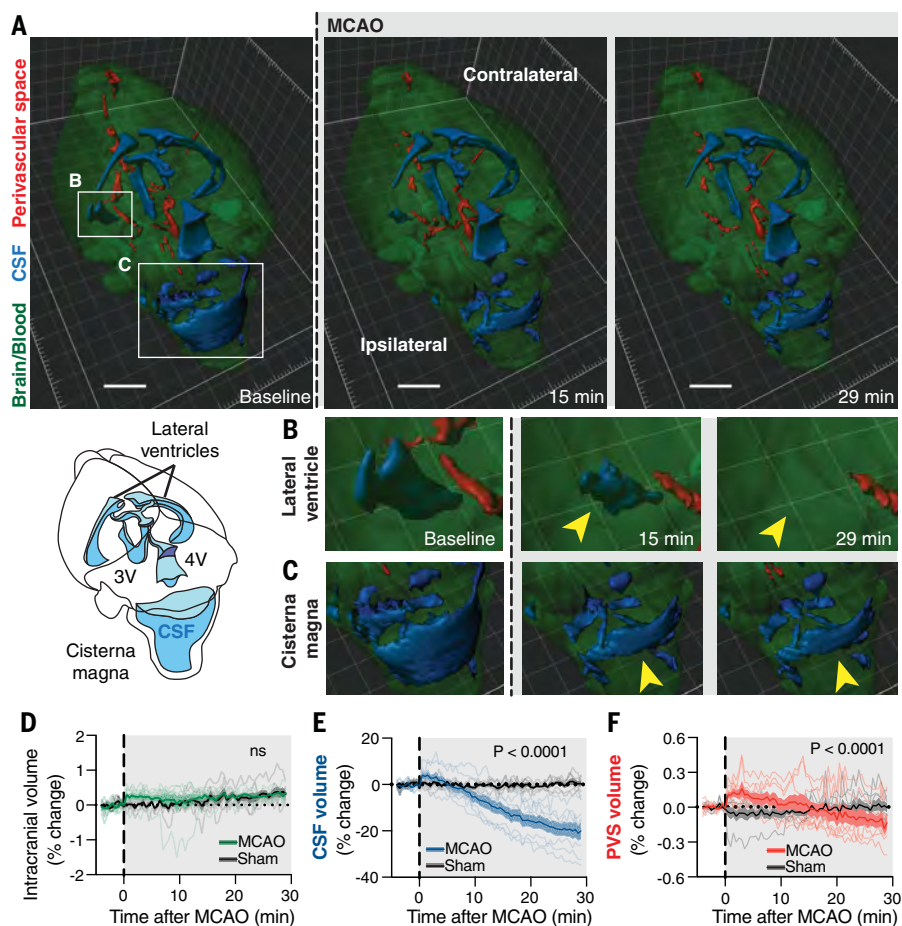 A
MCAO
Brain/Blood CSF Perivascular space
B
C
Baseline
Contralateral
Ipsilateral
15 min
29 min
Lateral
ventricles
3V
4V
CSF
Cisterna
magna
B
Lateral
ventricle
Baseline
15 min
29 min
C
Cisterna
magna
D
Intracranial volume
(% change)
2
1
0
-1
-2
ns
MCAO
Sham
0
10
20
30
Time after MCAO (min)
E
CSF volume
(% change)
20
0
-20
-40
P < 0.0001
MCAO
Sham
0
10
20
30
Time after MCAO (min)
F
PVS volume
(% change)
0.6
0.3
0.0
-0.3
-0.6
P < 0.0001
MCAO
Sham
0
10
20
30
Time after MCAO (min)